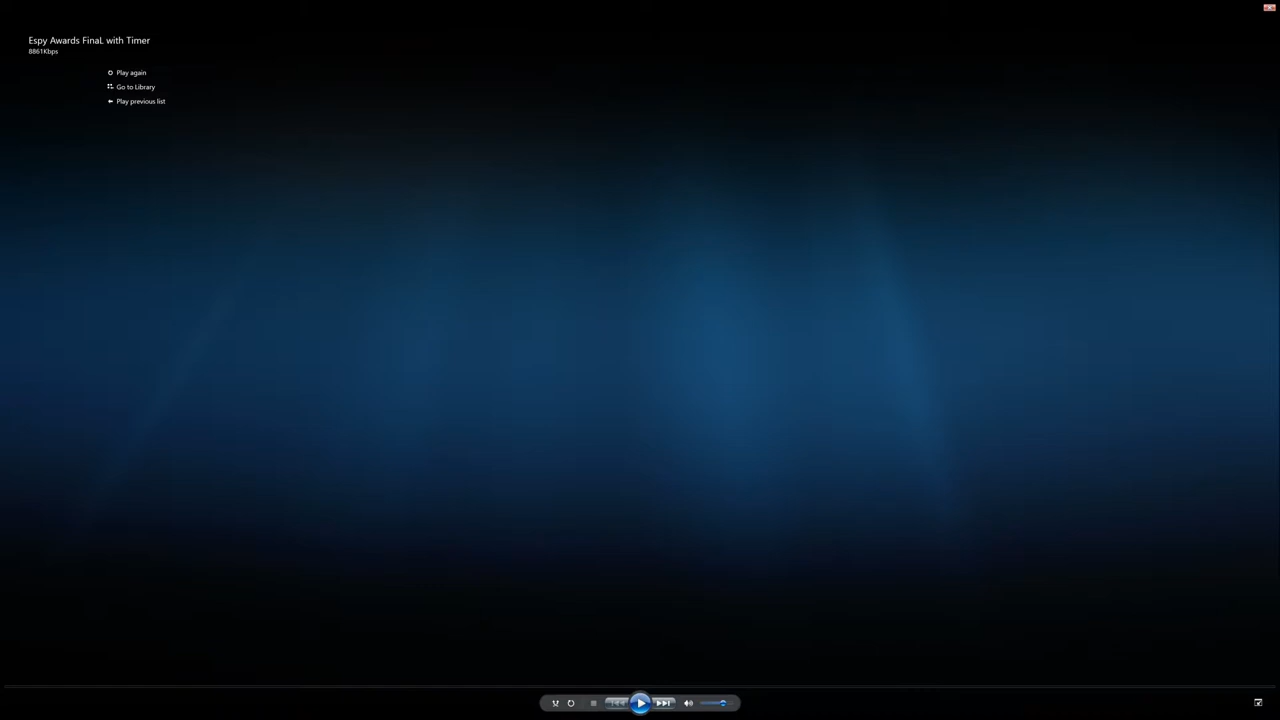 Espy Awards FinaL with Timer
8861Kbps
Play again
Go to Library
Play previous list